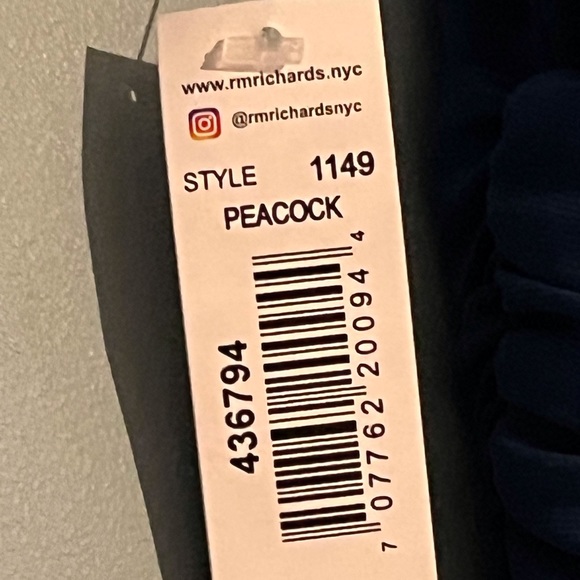 www.rmrichards.nyc
@rmrichardsnyc
STYLE 1149
PEACOCK
436794
7 07762 20094 4